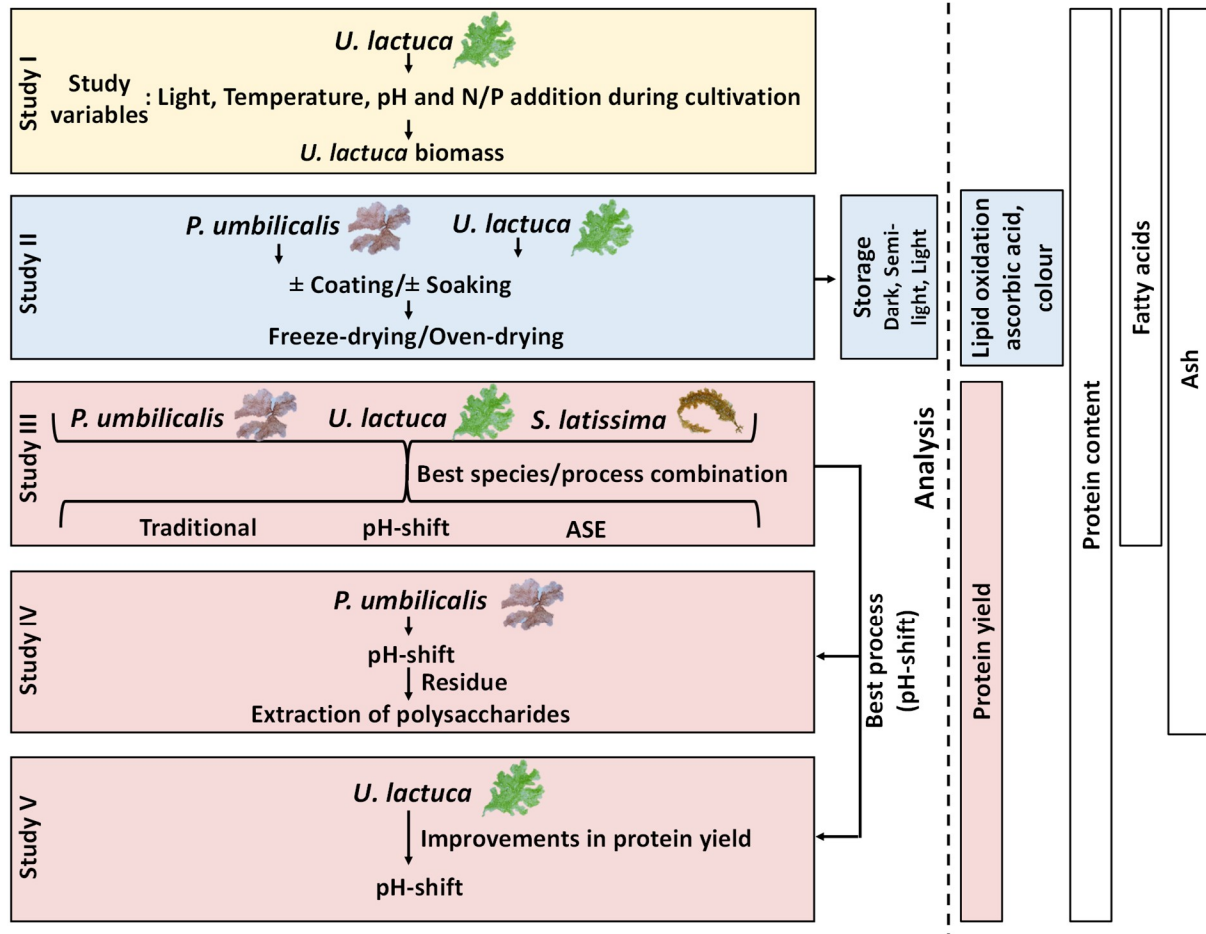 Study I
U. lactuca
Study
variables
: Light, Temperature, pH and N/P addition during cultivation
U. lactuca biomass
Study II
P. umbilicalis
U. lactuca
± Coating/± Soaking
Freeze-drying/Oven-drying
Storage
Dark, Semi-
light, Light
Study III
P. umbilicalis
U. lactuca
S. latissima
Best species/process combination
Traditional
pH-shift
ASE
Study IV
P. umbilicalis
pH-shift
Residue
Extraction of polysaccharides
Study V
U. lactuca
Improvements in protein yield
pH-shift
Best process
(pH-shift)
Analysis
Lipid oxidation
ascorbic acid,
colour
Protein yield
Protein content
Fatty acids
Ash